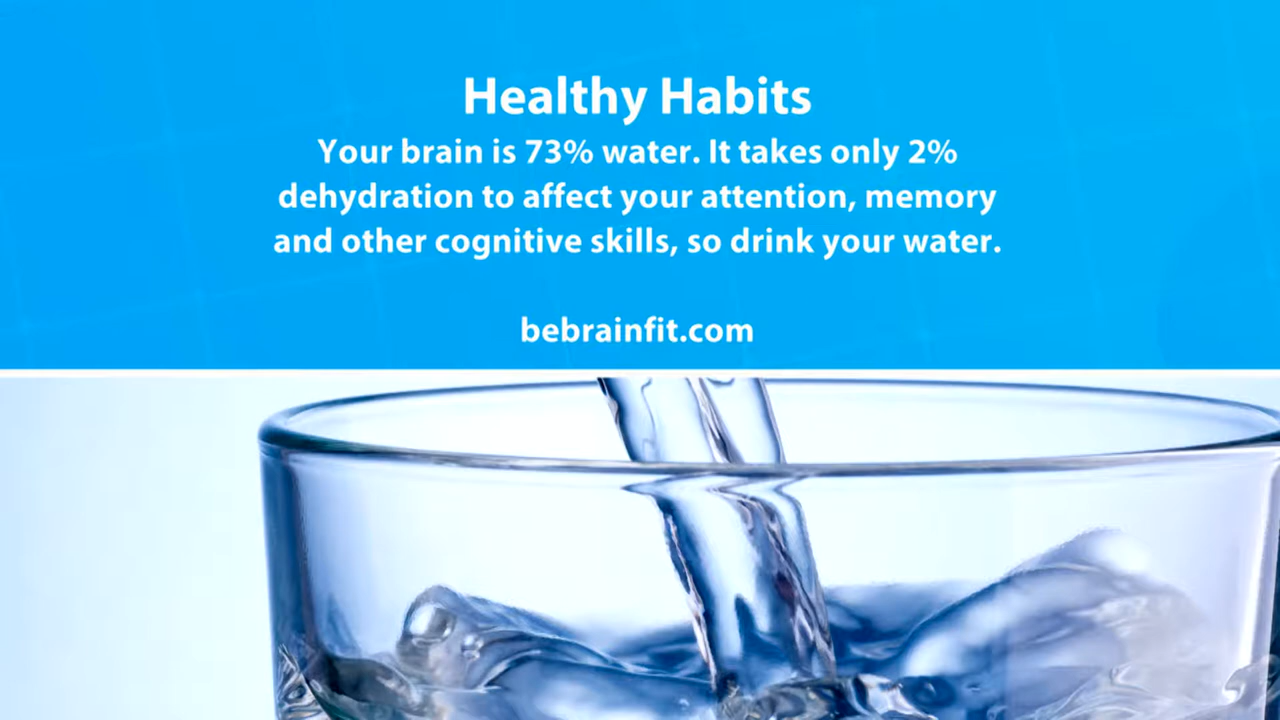 Healthy Habits
Your brain is 73% water. It takes only 2%
dehydration to affect your attention, memory
and other cognitive skills, so drink your water.
bebrainfit.com